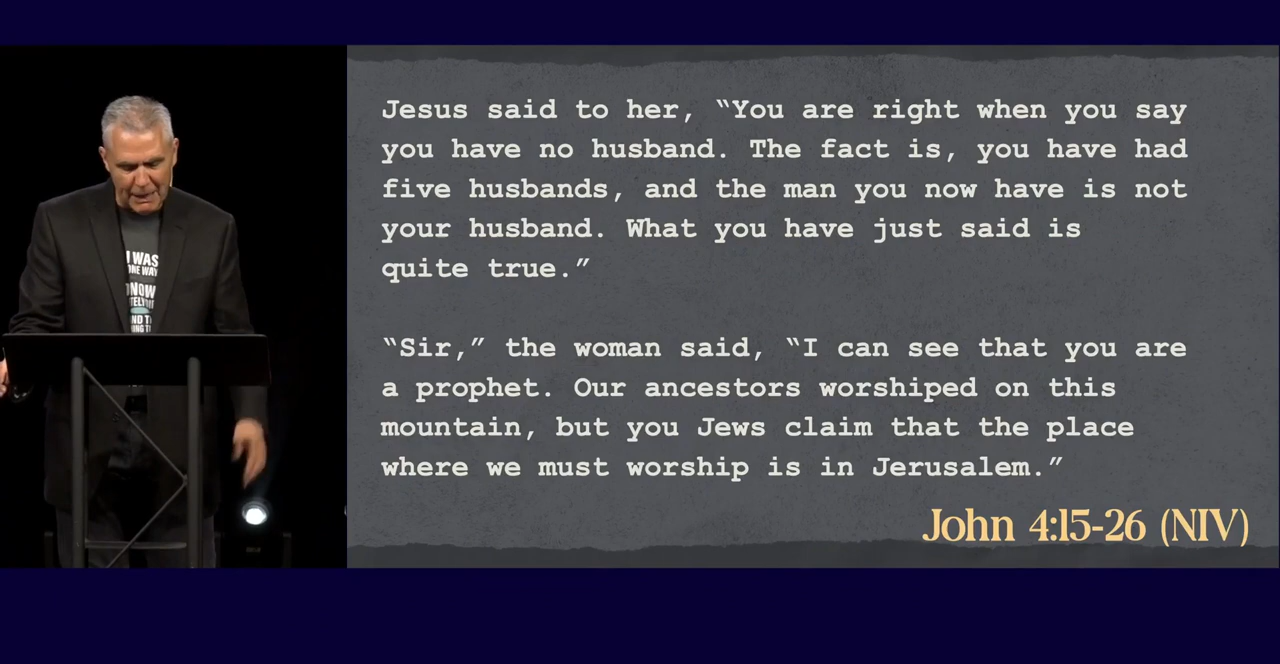 Jesus said to her, “You are right when you say
you have no husband. The fact is, you have had
five husbands, and the man you now have is not
your husband. What you have just said is
quite true.”
“Sir,” the woman said, “I can see that you are
a prophet. Our ancestors worshiped on this
mountain, but you Jews claim that the place
where we must worship is in Jerusalem.”
John 4:15-26 (NIV)
I WAS
ONE WAY